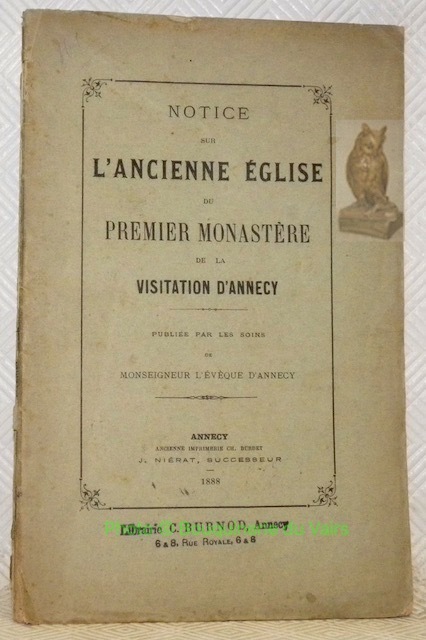 NOTICE
SUR
L'ANCIENNE ÉGLISE
DU
PREMIER MONASTÈRE
DE LA
VISITATION D'ANNECY
PUBLIÉE PAR LES SOINS
DE
MONSEIGNEUR L'ÉVÊQUE D'ANNECY
ANNECY
ANCIENNE IMPRIMERIE CH. BURDET
J. NIÉRAT, SUCCESSEUR
1888
Librairie C. BURNOD, Annecy
6 & 8, RUE ROYALE, 6 & 8